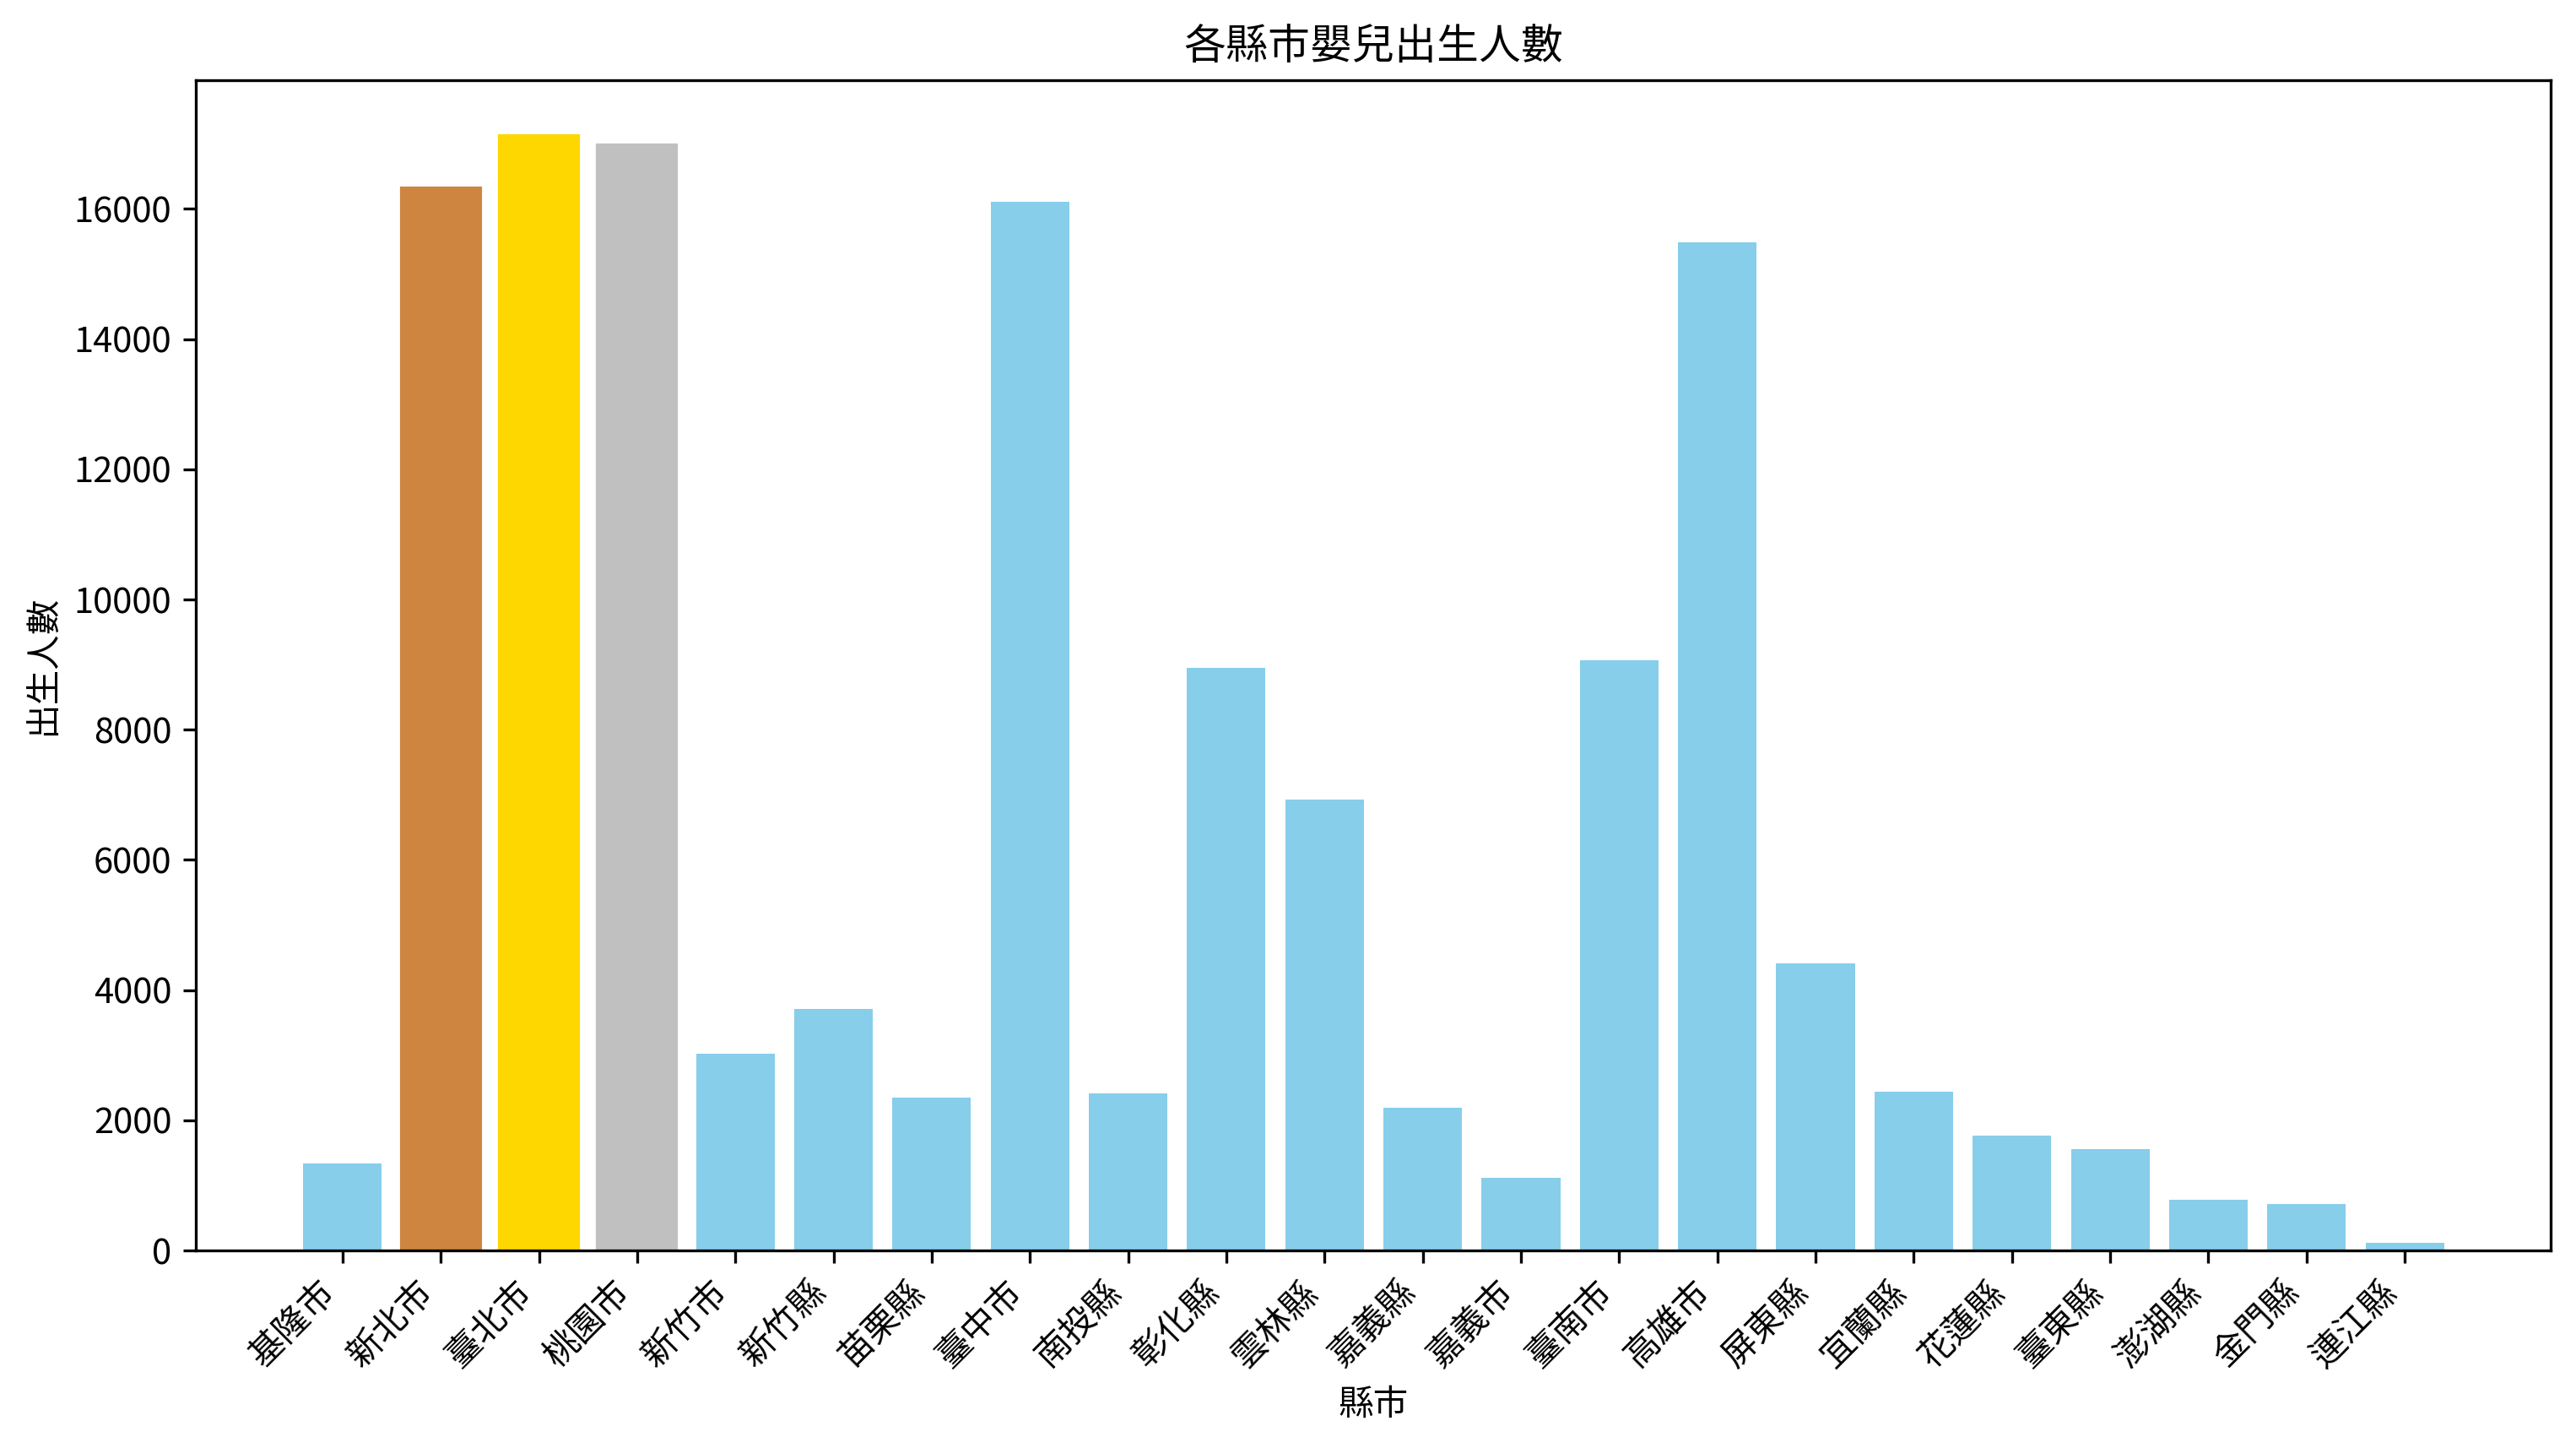 各縣市嬰兒出生人數
出生人數
16000
14000
12000
10000
8000
6000
4000
2000
0
基隆市
新北市
臺北市
桃園市
新竹市
新竹縣
苗栗縣
臺中市
南投縣
彰化縣
雲林縣
嘉義縣
嘉義市
臺南市
高雄市
屏東縣
宜蘭縣
花蓮縣
臺東縣
澎湖縣
金門縣
連江縣
縣市